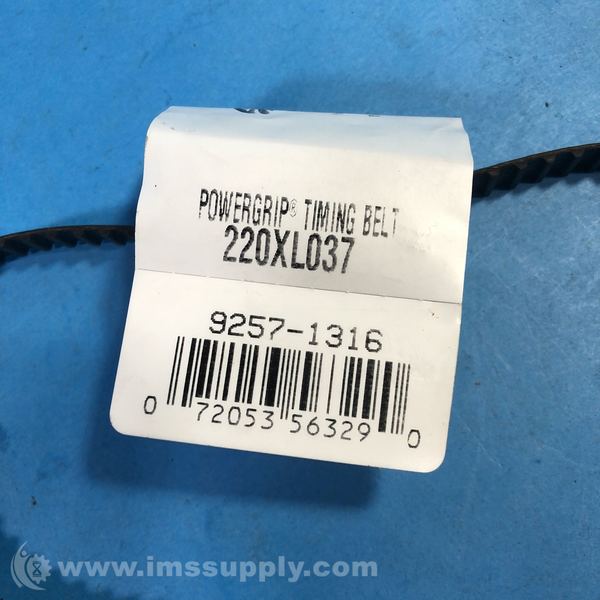 POWERGRIP® TIMING BELT
220XL037
9257-1316
0 72053 56329 0
www.imssupply.com